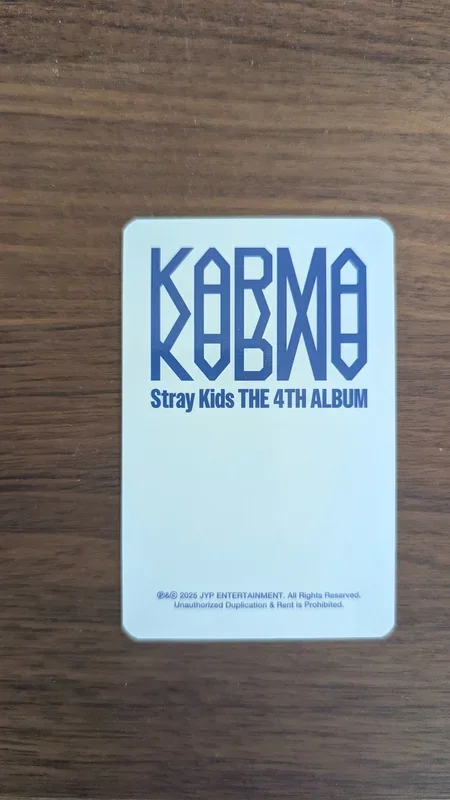 KARMA
Stray Kids THE 4TH ALBUM
℗&© 2025 JYP ENTERTAINMENT. All Rights Reserved.
Unauthorized Duplication & Rent is Prohibited.